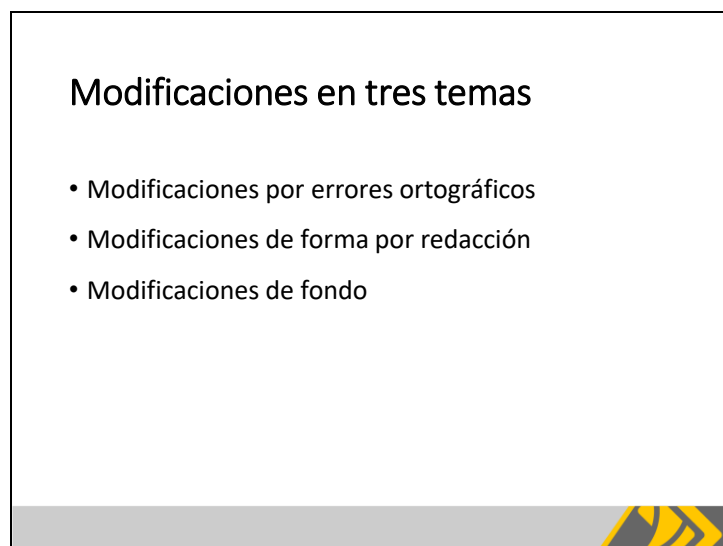 Modificaciones en tres temas
• Modificaciones por errores ortográficos
• Modificaciones de forma por redacción
• Modificaciones de fondo